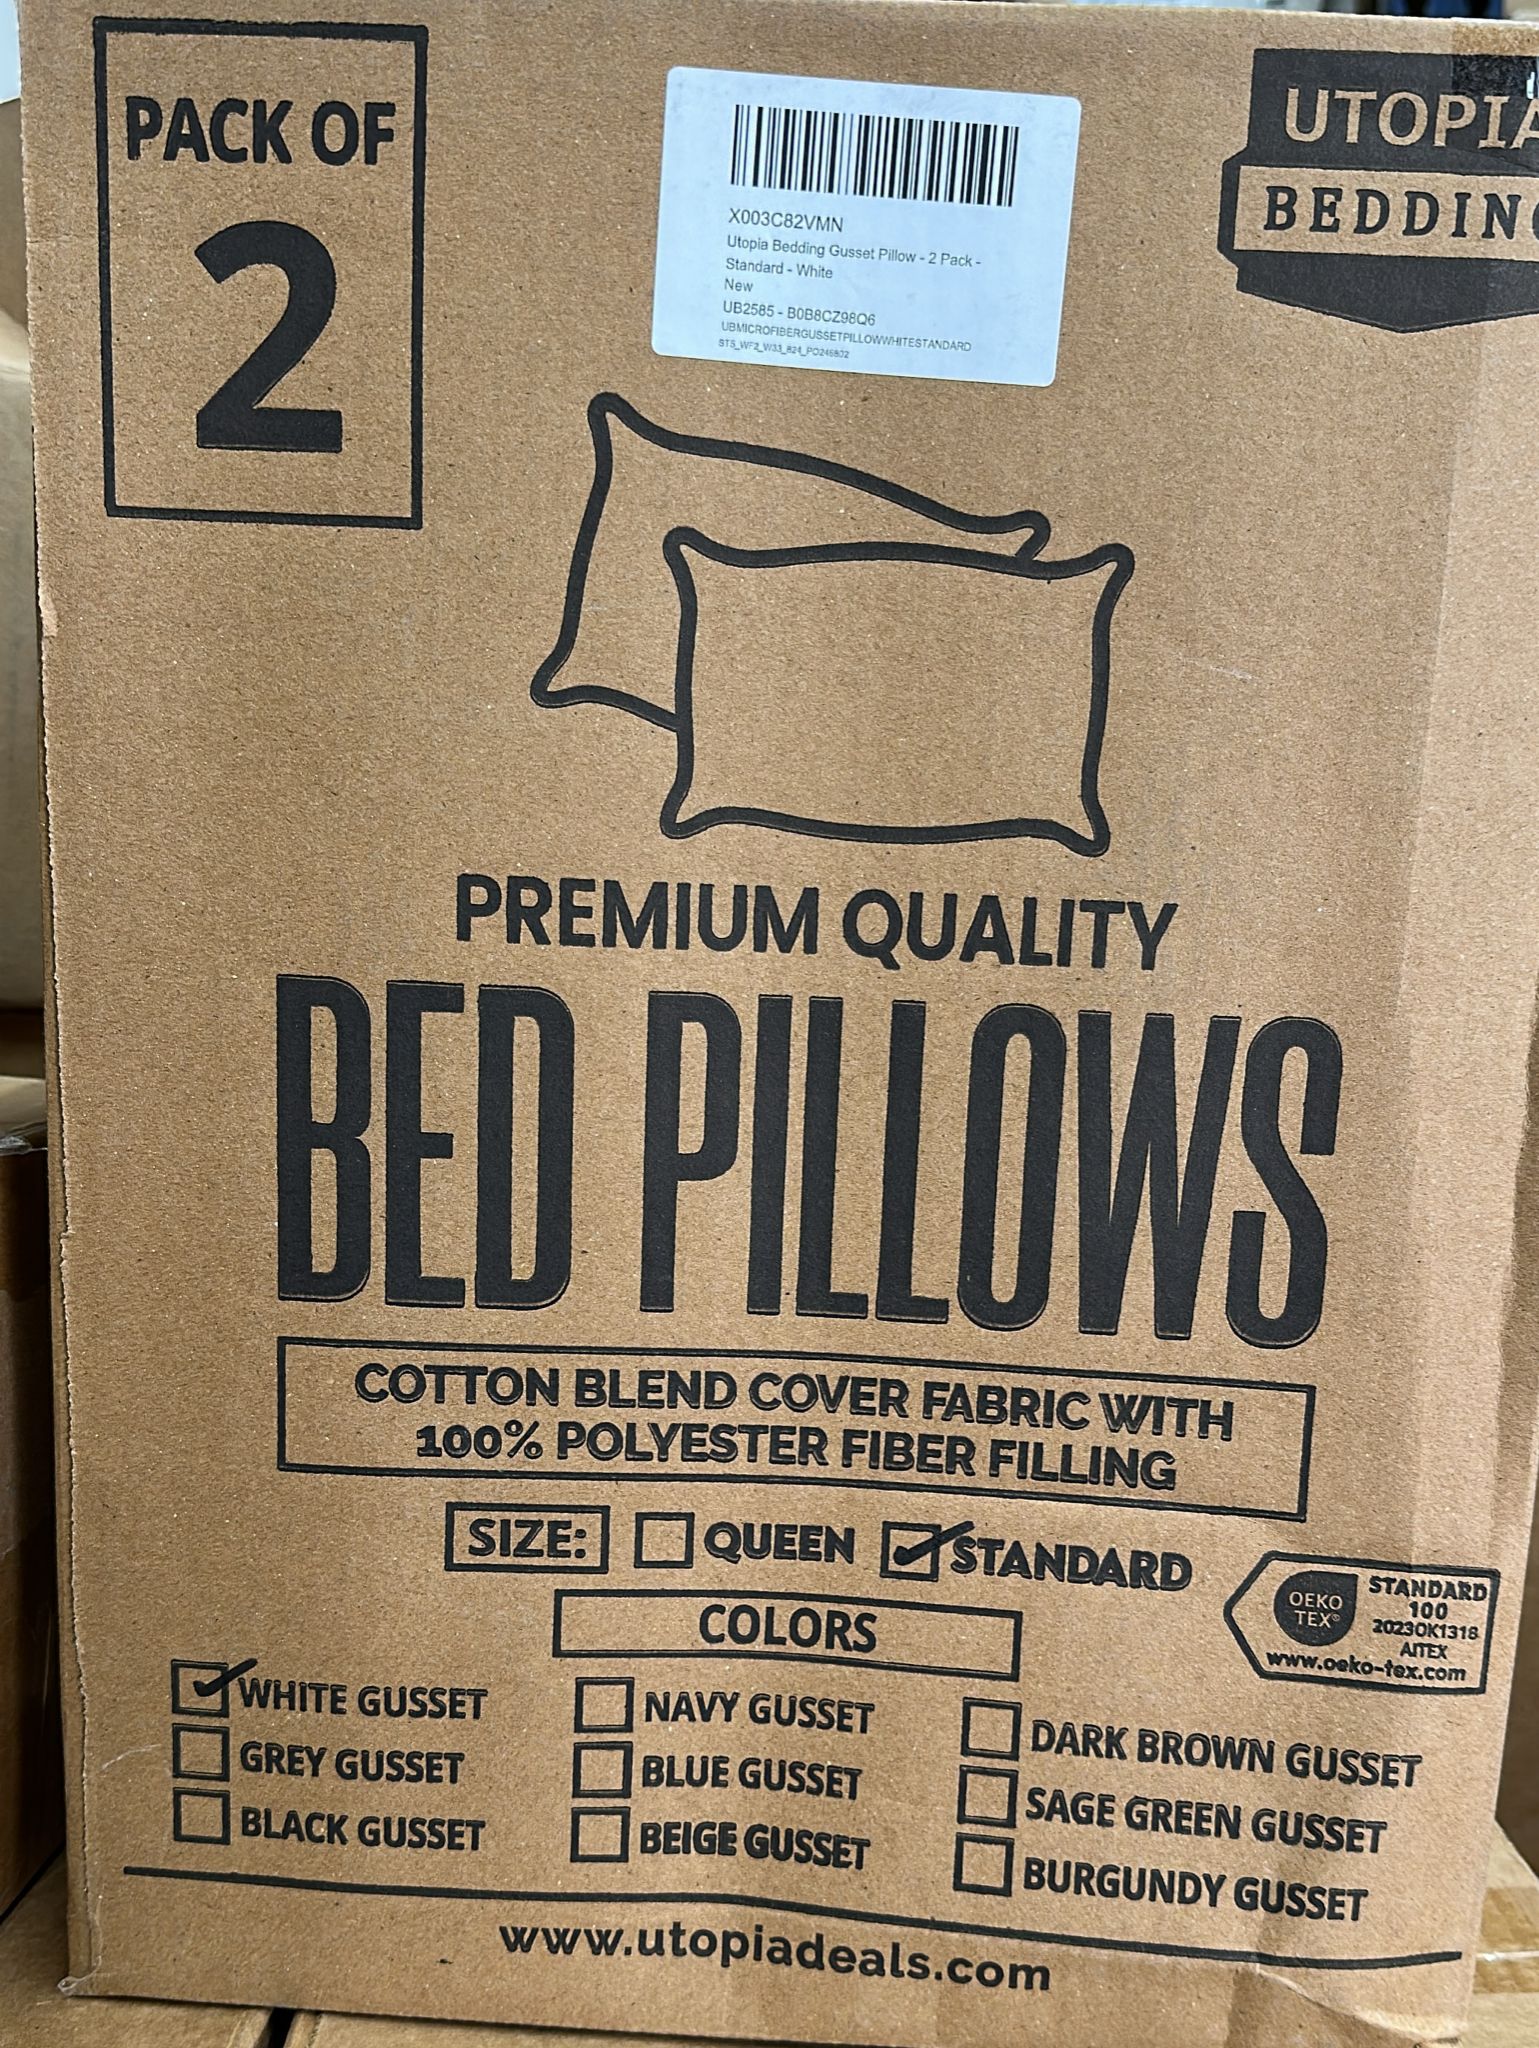 PACK OF
2
X003C82VMN
Utopia Bedding Gusset Pillow - 2 Pack -
Standard - White
New
UB2585 - B0B8CZ98Q6
UBMICROFIBERGUSSETPILLOWWHITESTANDARD
STS_WF2_W33_824_PO246802
UTOPIA
BEDDING
PREMIUM QUALITY
BED PILLOWS
COTTON BLEND COVER FABRIC WITH
100% POLYESTER FIBER FILLING
SIZE: QUEEN STANDARD
COLORS
OEKO
TEX®
STANDARD
100
2023OK1318
AITEX
www.oeko-tex.com
WHITE GUSSET
GREY GUSSET
BLACK GUSSET
NAVY GUSSET
BLUE GUSSET
BEIGE GUSSET
DARK BROWN GUSSET
SAGE GREEN GUSSET
BURGUNDY GUSSET
www.utopiadeals.com